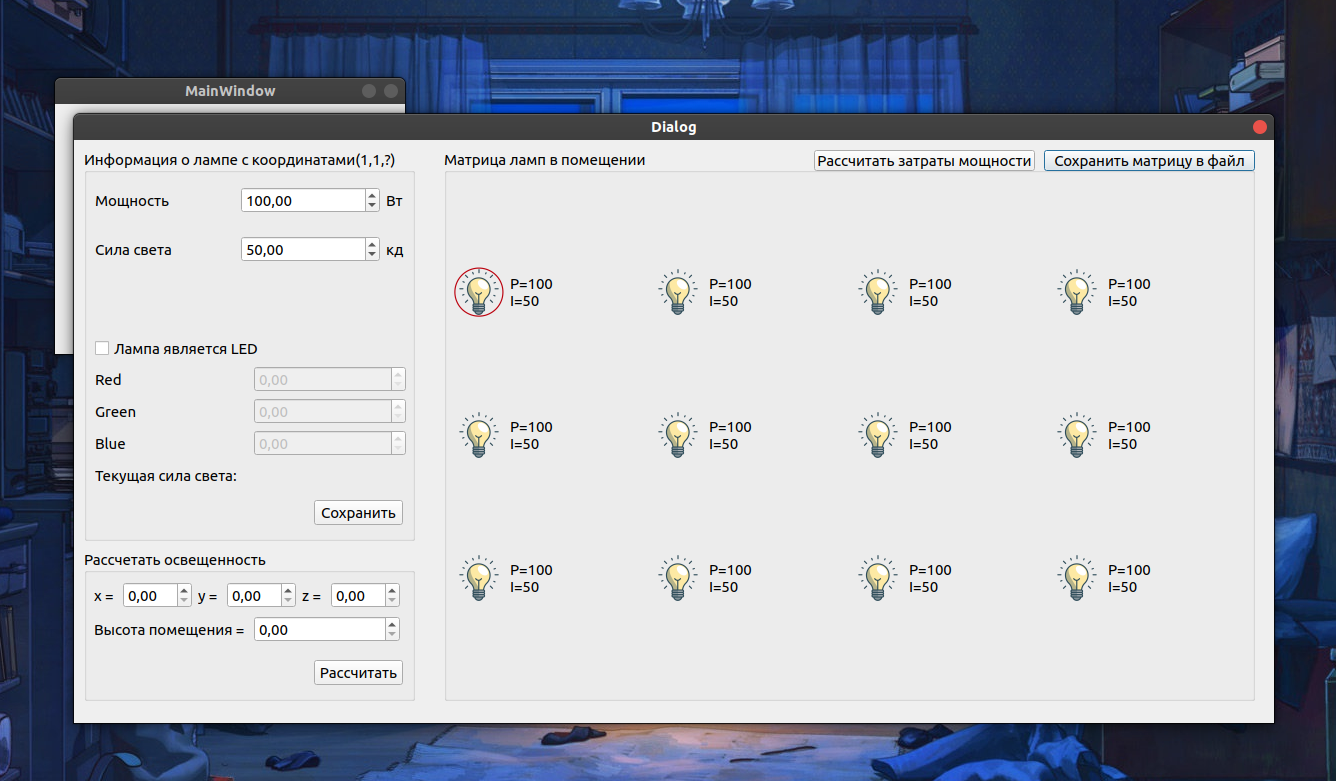 MainWindow
Dialog
Информация о лампе с координатами(1,1,?)
Мощность 100,00 Вт
Сила света 50,00 кд
Лампа является LED
Red 0,00
Green 0,00
Blue 0,00
Текущая сила света:
Сохранить
Рассчетать освещенность
x = 0,00 y = 0,00 z = 0,00
Высота помещения = 0,00
Рассчитать
Матрица ламп в помещении
Рассчитать затраты мощности
Сохранить матрицу в файл
P=100
I=50
P=100
I=50
P=100
I=50
P=100
I=50
P=100
I=50
P=100
I=50
P=100
I=50
P=100
I=50
P=100
I=50
P=100
I=50
P=100
I=50
P=100
I=50